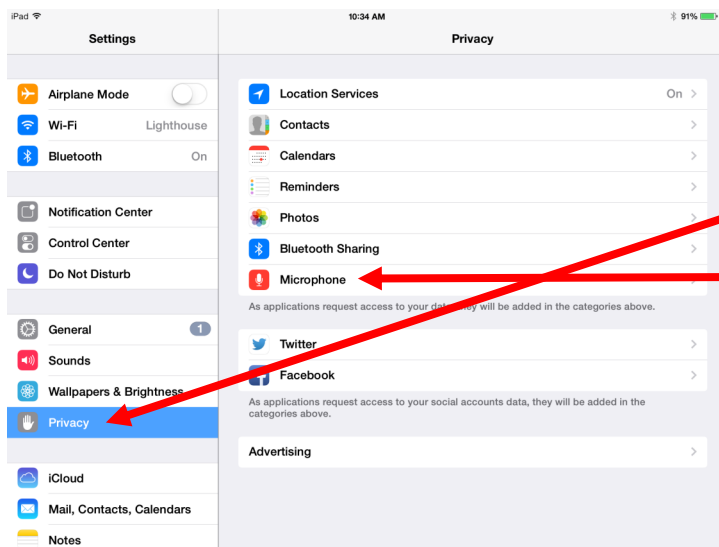 iPad 10:34 AM 91%
Settings
Privacy
Airplane Mode
Wi-Fi Lighthouse
Bluetooth On
Notification Center
Control Center
Do Not Disturb
General 1
Sounds
Wallpapers & Brightness
Privacy
iCloud
Mail, Contacts, Calendars
Notes
Location Services On
Contacts
Calendars
Reminders
Photos
Bluetooth Sharing
Microphone
As applications request access to your data, they will be added in the categories above.
Twitter
Facebook
As applications request access to your social accounts data, they will be added in the
categories above.
Advertising